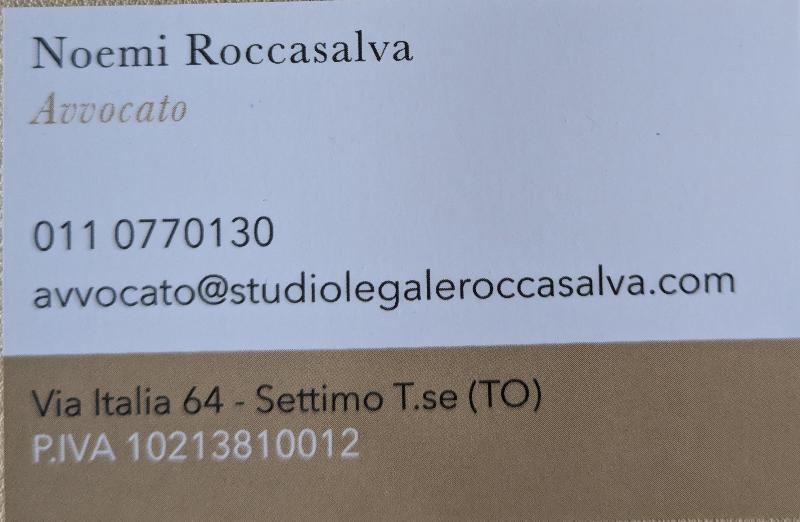 Noemi Roccasalva
Avvocato
011 0770130
avvocato@studiolegaleroccasalva.com
Via Italia 64 - Settimo T.se (TO)
P.IVA 10213810012